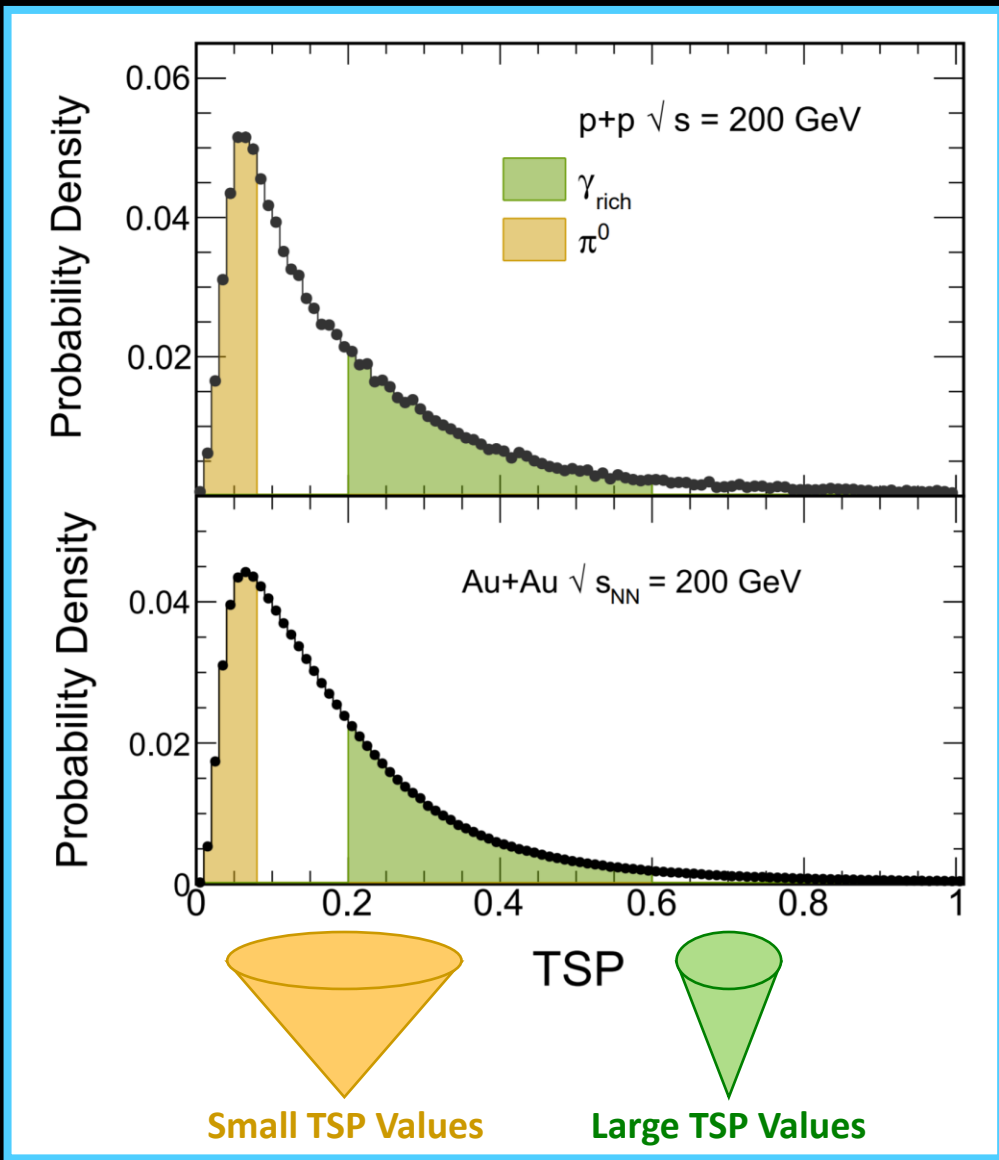 Probability Density
0.06
0.04
0.02
p+p √ s = 200 GeV
γrich
π0
Probability Density
0.04
0.02
0
Au+Au √ sNN = 200 GeV
0 0.2 0.4 0.6 0.8 1
TSP
Small TSP Values
Large TSP Values